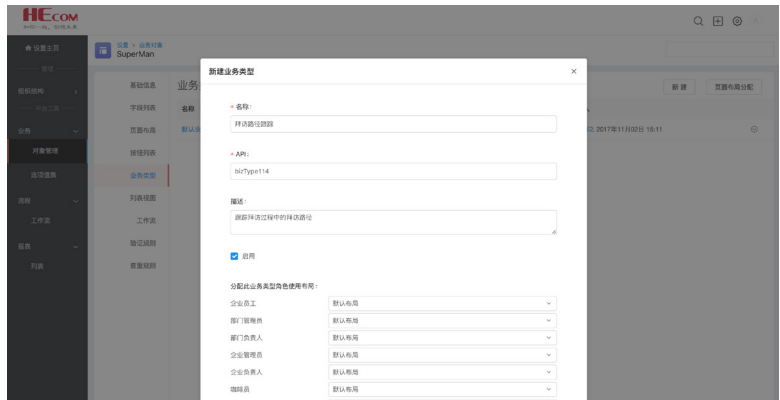 HECOM
设置主页
设置 > 业务对象
SuperMan
管理
组织结构
业务
对象管理
选项值集
流程
工作流
报表
列表
基础信息
字段列表
页面布局
按钮列表
业务类型
列表视图
工作流
验证规则
查重规则
业务
新 建
页面布局分配
名称
默认业
2, 2017年11月02日 15:11
新建业务类型
* 名称:
拜访路径跟踪
* API:
bizType114
描述:
跟踪拜访过程中的拜访路径
启用
分配此业务类型角色使用布局:
企业员工 默认布局
部门管理员 默认布局
部门负责人 默认布局
企业管理员 默认布局
企业负责人 默认布局
咖啡员 默认布局